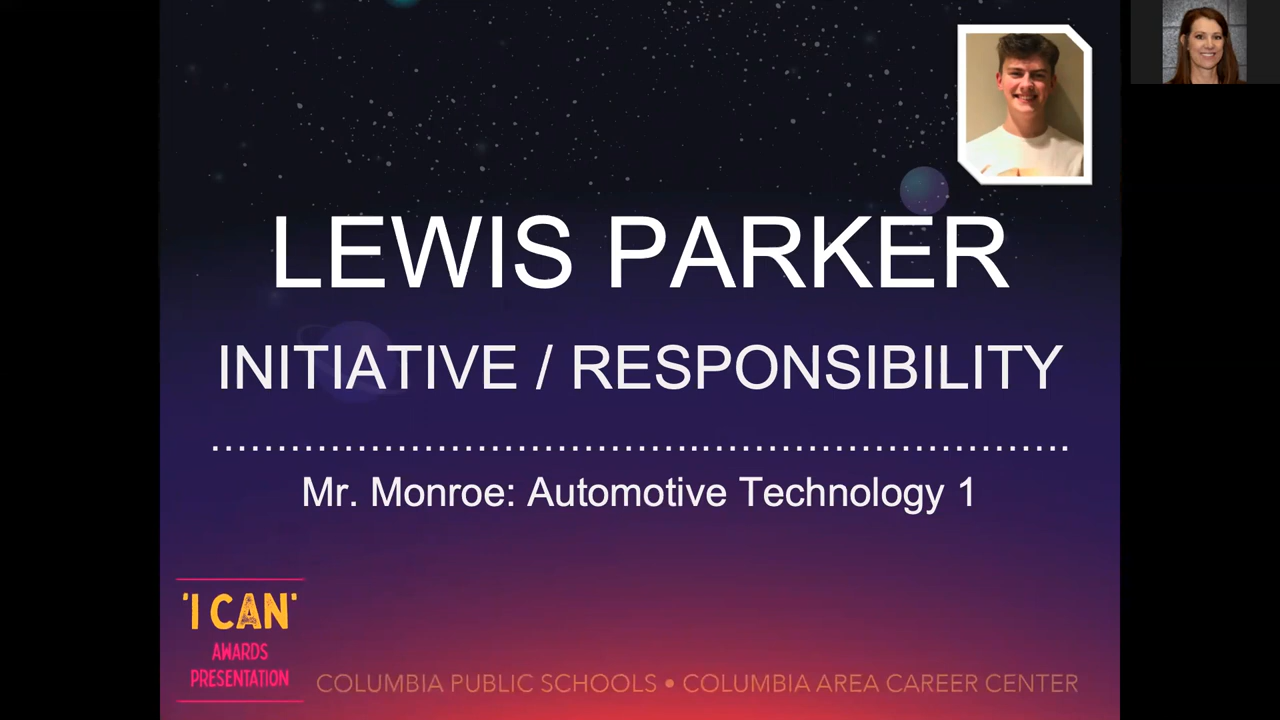 LEWIS PARKER
INITIATIVE / RESPONSIBILITY
Mr. Monroe: Automotive Technology 1
'I CAN'
AWARDS
PRESENTATION
COLUMBIA PUBLIC SCHOOLS • COLUMBIA AREA CAREER CENTER